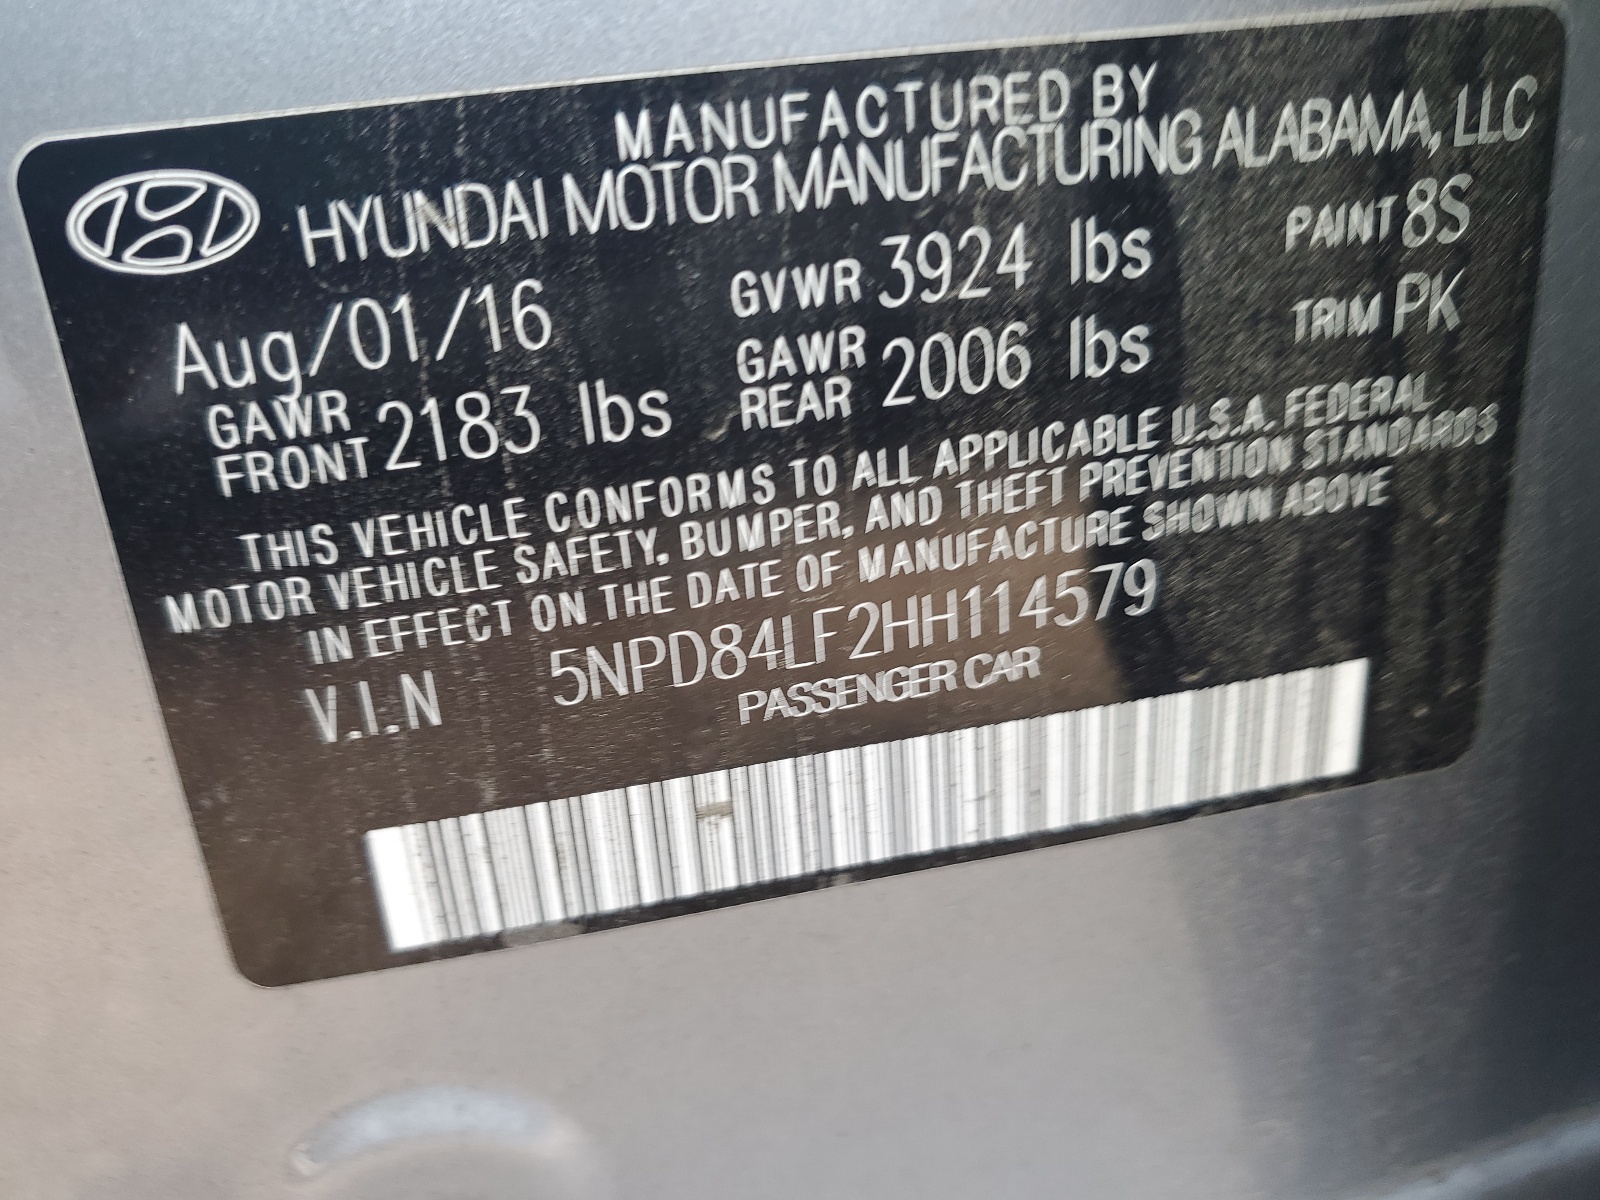 MANUFACTURED BY
HYUNDAI MOTOR MANUFACTURING ALABAMA, LLC
Aug/01/16 GVWR 3924 lbs PAINT 8S
GAWR FRONT 2183 lbs GAWR REAR 2006 lbs TRIM PK
THIS VEHICLE CONFORMS TO ALL APPLICABLE U.S.A. FEDERAL
MOTOR VEHICLE SAFETY, BUMPER, AND THEFT PREVENTION STANDARDS
IN EFFECT ON THE DATE OF MANUFACTURE SHOWN ABOVE
V.I.N 5NPD84LF2HH114579
PASSENGER CAR